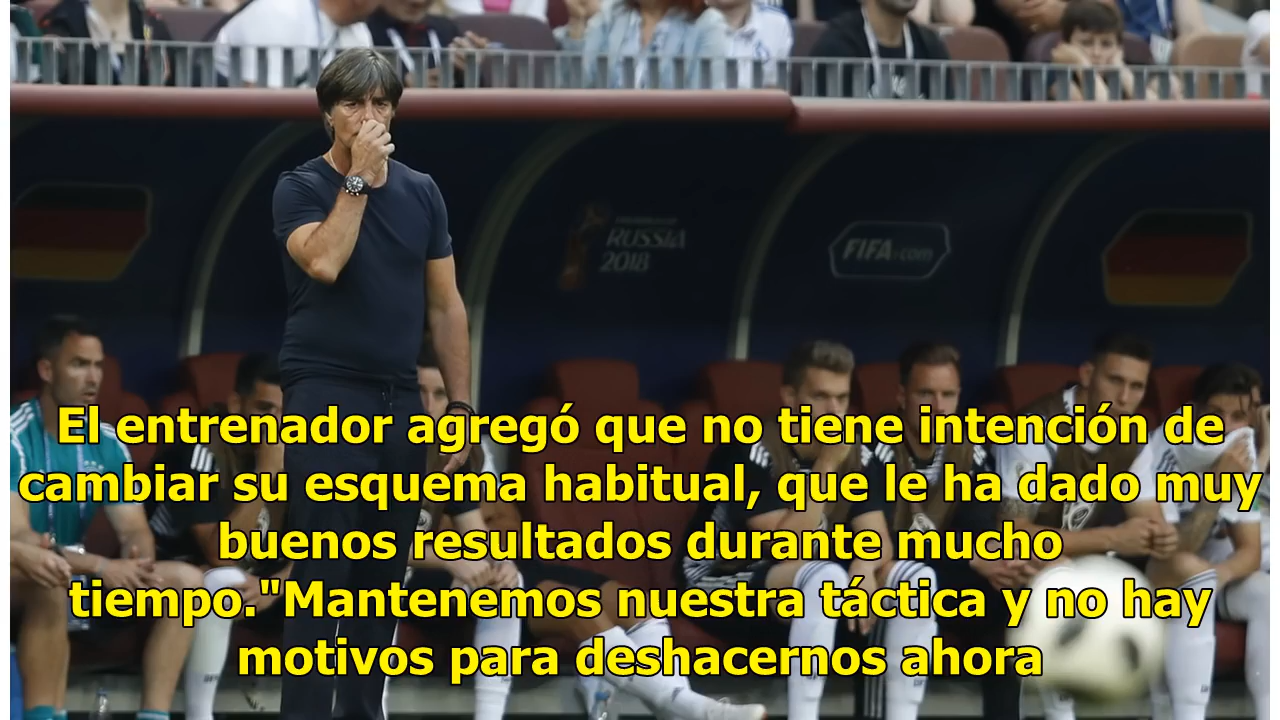 RUSSIA
2018
FIFA.com
El entrenador agregó que no tiene intención de
cambiar su esquema habitual, que le ha dado muy
buenos resultados durante mucho
tiempo."Mantenemos nuestra táctica y no hay
motivos para deshacernos ahora